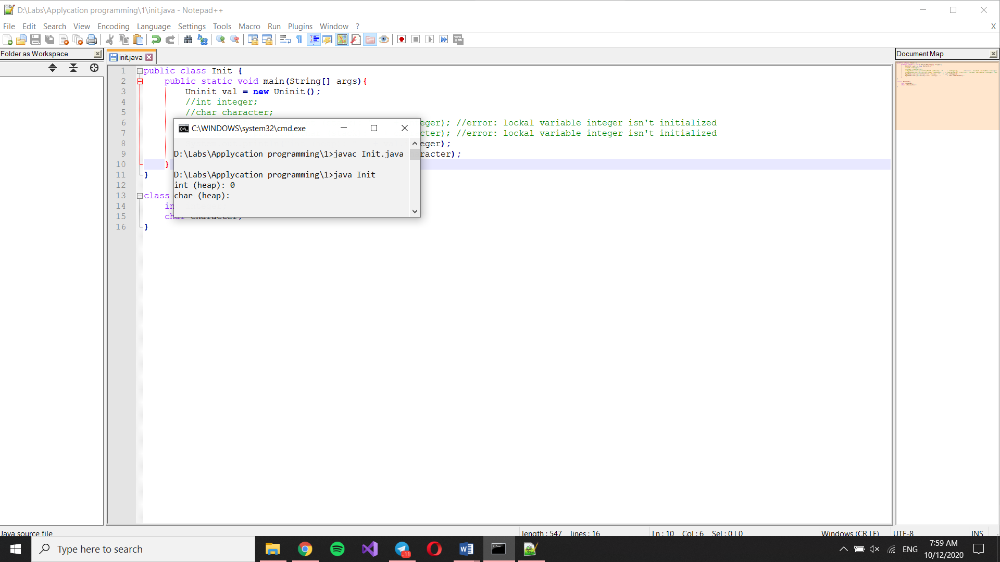 D:\Labs\Applycation programming\1\init.java - Notepad++
File Edit Search View Encoding Language Settings Tools Macro Run Plugins Window ? X
Folder as Workspace
init.java
Document Map
1 public class Init {
2 public static void main(String[] args){
3 Uninit val = new Uninit();
4 //int integer;
5 //char character;
6 eger); //error: lockal variable integer isn't initialized
7 cter); //error: lockal variable integer isn't initialized
8 eger);
9 racter);
10 }
11 }
12
13 class
14 in
15 char character;
16 }
C:\WINDOWS\system32\cmd.exe
D:\Labs\Applycation programming\1>javac Init.java
D:\Labs\Applycation programming\1>java Init
int (heap): 0
char (heap):
Java source file length : 547 lines : 16 Ln : 10 Col : 6 Sel : 0 | 0 Windows (CR LF) UTF-8 INS
Type here to search
..11
ENG
7:59 AM
10/12/2020